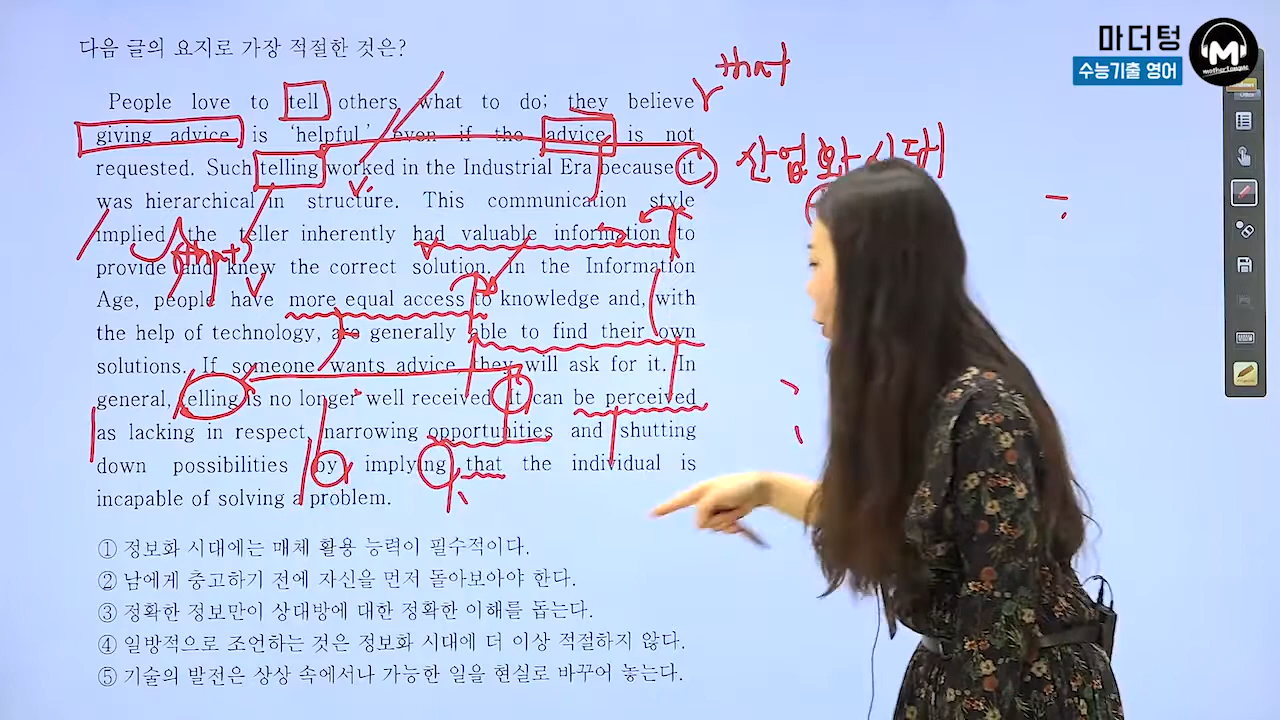 다음 글의 요지로 가장 적절한 것은?
that
마더텅
수능기출 영어
M
mothertongue
People love to tell others what to do; they believe
giving advice is ‘helpful,’ even if the advice is not
requested. Such telling worked in the Industrial Era because it
산업화 시대
was hierarchical in structure. This communication style
implied the teller inherently had valuable information to
(that)
provide and knew the correct solution. In the Information
Age, people have more equal access to knowledge and, with
the help of technology, are generally able to find their own
solutions. If someone wants advice, they will ask for it. In
general, telling is no longer well received. It can be perceived
as lacking in respect, narrowing opportunities and shutting
down possibilities by implying that the individual is
incapable of solving a problem.
① 정보화 시대에는 매체 활용 능력이 필수적이다.
② 남에게 충고하기 전에 자신을 먼저 돌아보아야 한다.
③ 정확한 정보만이 상대방에 대한 정확한 이해를 돕는다.
④ 일방적으로 조언하는 것은 정보화 시대에 더 이상 적절하지 않다.
⑤ 기술의 발전은 상상 속에서나 가능한 일을 현실로 바꾸어 놓는다.